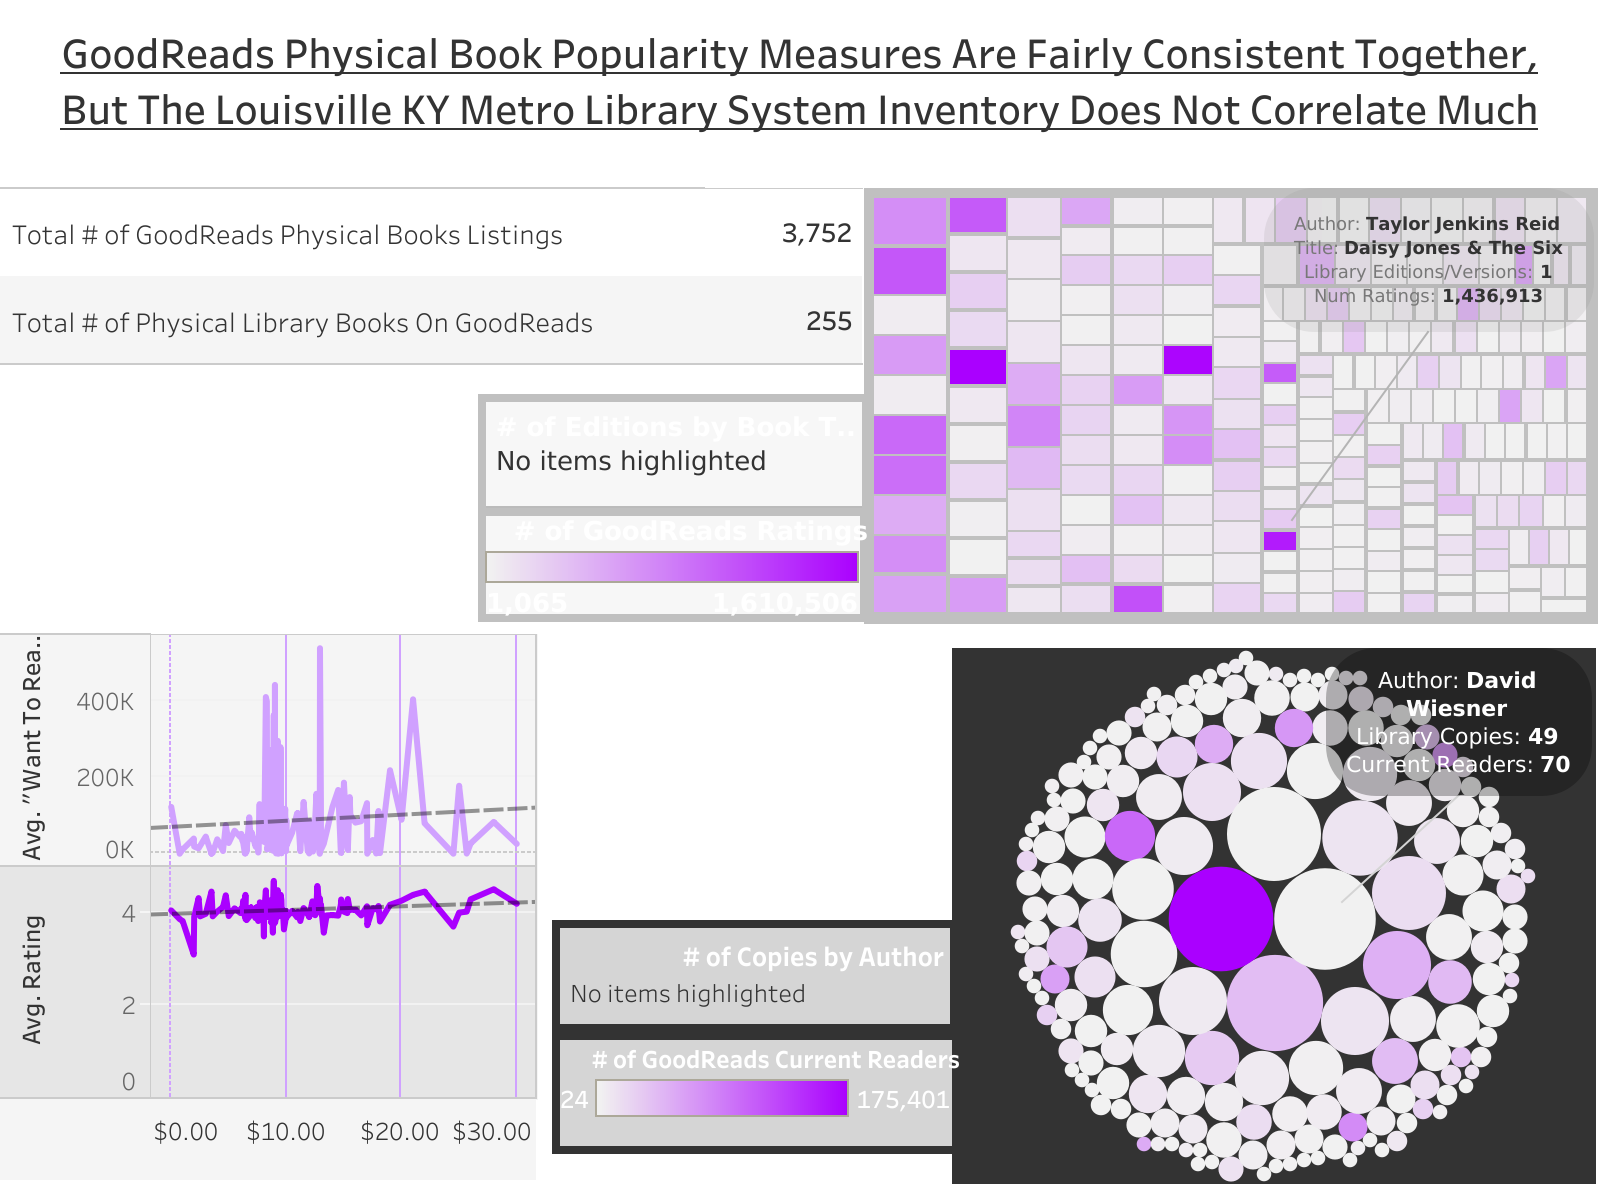 GoodReads Physical Book Popularity Measures Are Fairly Consistent Together,
But The Louisville KY Metro Library System Inventory Does Not Correlate Much
Total # of GoodReads Physical Books Listings 3,752
Total # of Physical Library Books On GoodReads 255
Author: Taylor Jenkins Reid
Title: Daisy Jones & The Six
Library Editions/Versions: 1
Num Ratings: 1,436,913
# of Editions by Book T..
No items highlighted
# of GoodReads Ratings
1,065 1,610,506
Avg. "Want To Rea..
400K
200K
0K
Avg. Rating
4
2
0
$0.00 $10.00 $20.00 $30.00
Author: David
Wiesner
Library Copies: 49
Current Readers: 70
# of Copies by Author
No items highlighted
# of GoodReads Current Readers
24 175,401